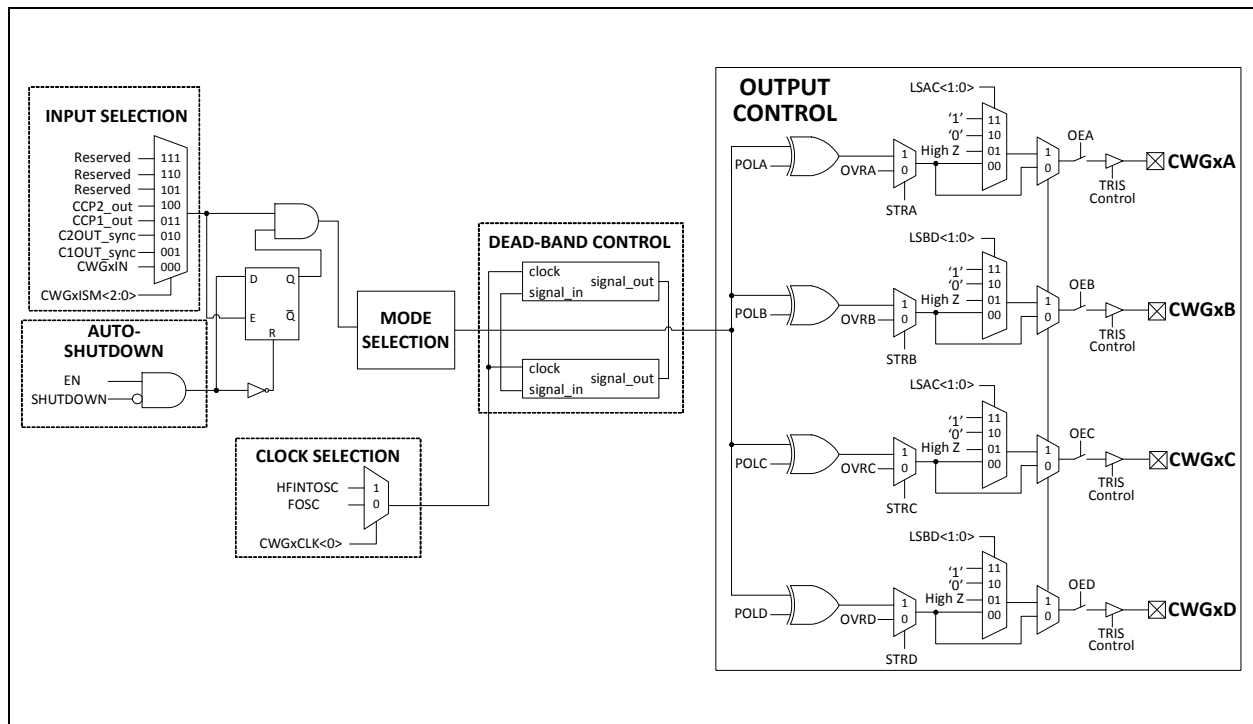 INPUT SELECTION
Reserved 111
Reserved 110
Reserved 101
CCP2_out 100
CCP1_out 011
C2OUT_sync 010
C1OUT_sync 001
CWGxIN 000
CWGxISM<2:0>
AUTO-
SHUTDOWN
EN
SHUTDOWN
D Q
E Q
R
MODE
SELECTION
CLOCK SELECTION
HFINTOSC 1
FOSC 0
CWGxCLK<0>
DEAD-BAND CONTROL
clock
signal_out
signal_in
clock
signal_out
signal_in
OUTPUT
CONTROL
LSAC<1:0>
'1' 11
'0' 10
High Z 01
00
POLA
OVRA
1
0
STRA
1
0
OEA
TRIS
Control
CWGxA
LSBD<1:0>
'1' 11
'0' 10
High Z 01
00
POLB
OVRB
1
0
STRB
1
0
OEB
TRIS
Control
CWGxB
LSAC<1:0>
'1' 11
'0' 10
High Z 01
00
POLC
OVRC
1
0
STRC
1
0
OEC
TRIS
Control
CWGxC
LSBD<1:0>
'1' 11
'0' 10
High Z 01
00
POLD
OVRD
1
0
STRD
1
0
OED
TRIS
Control
CWGxD